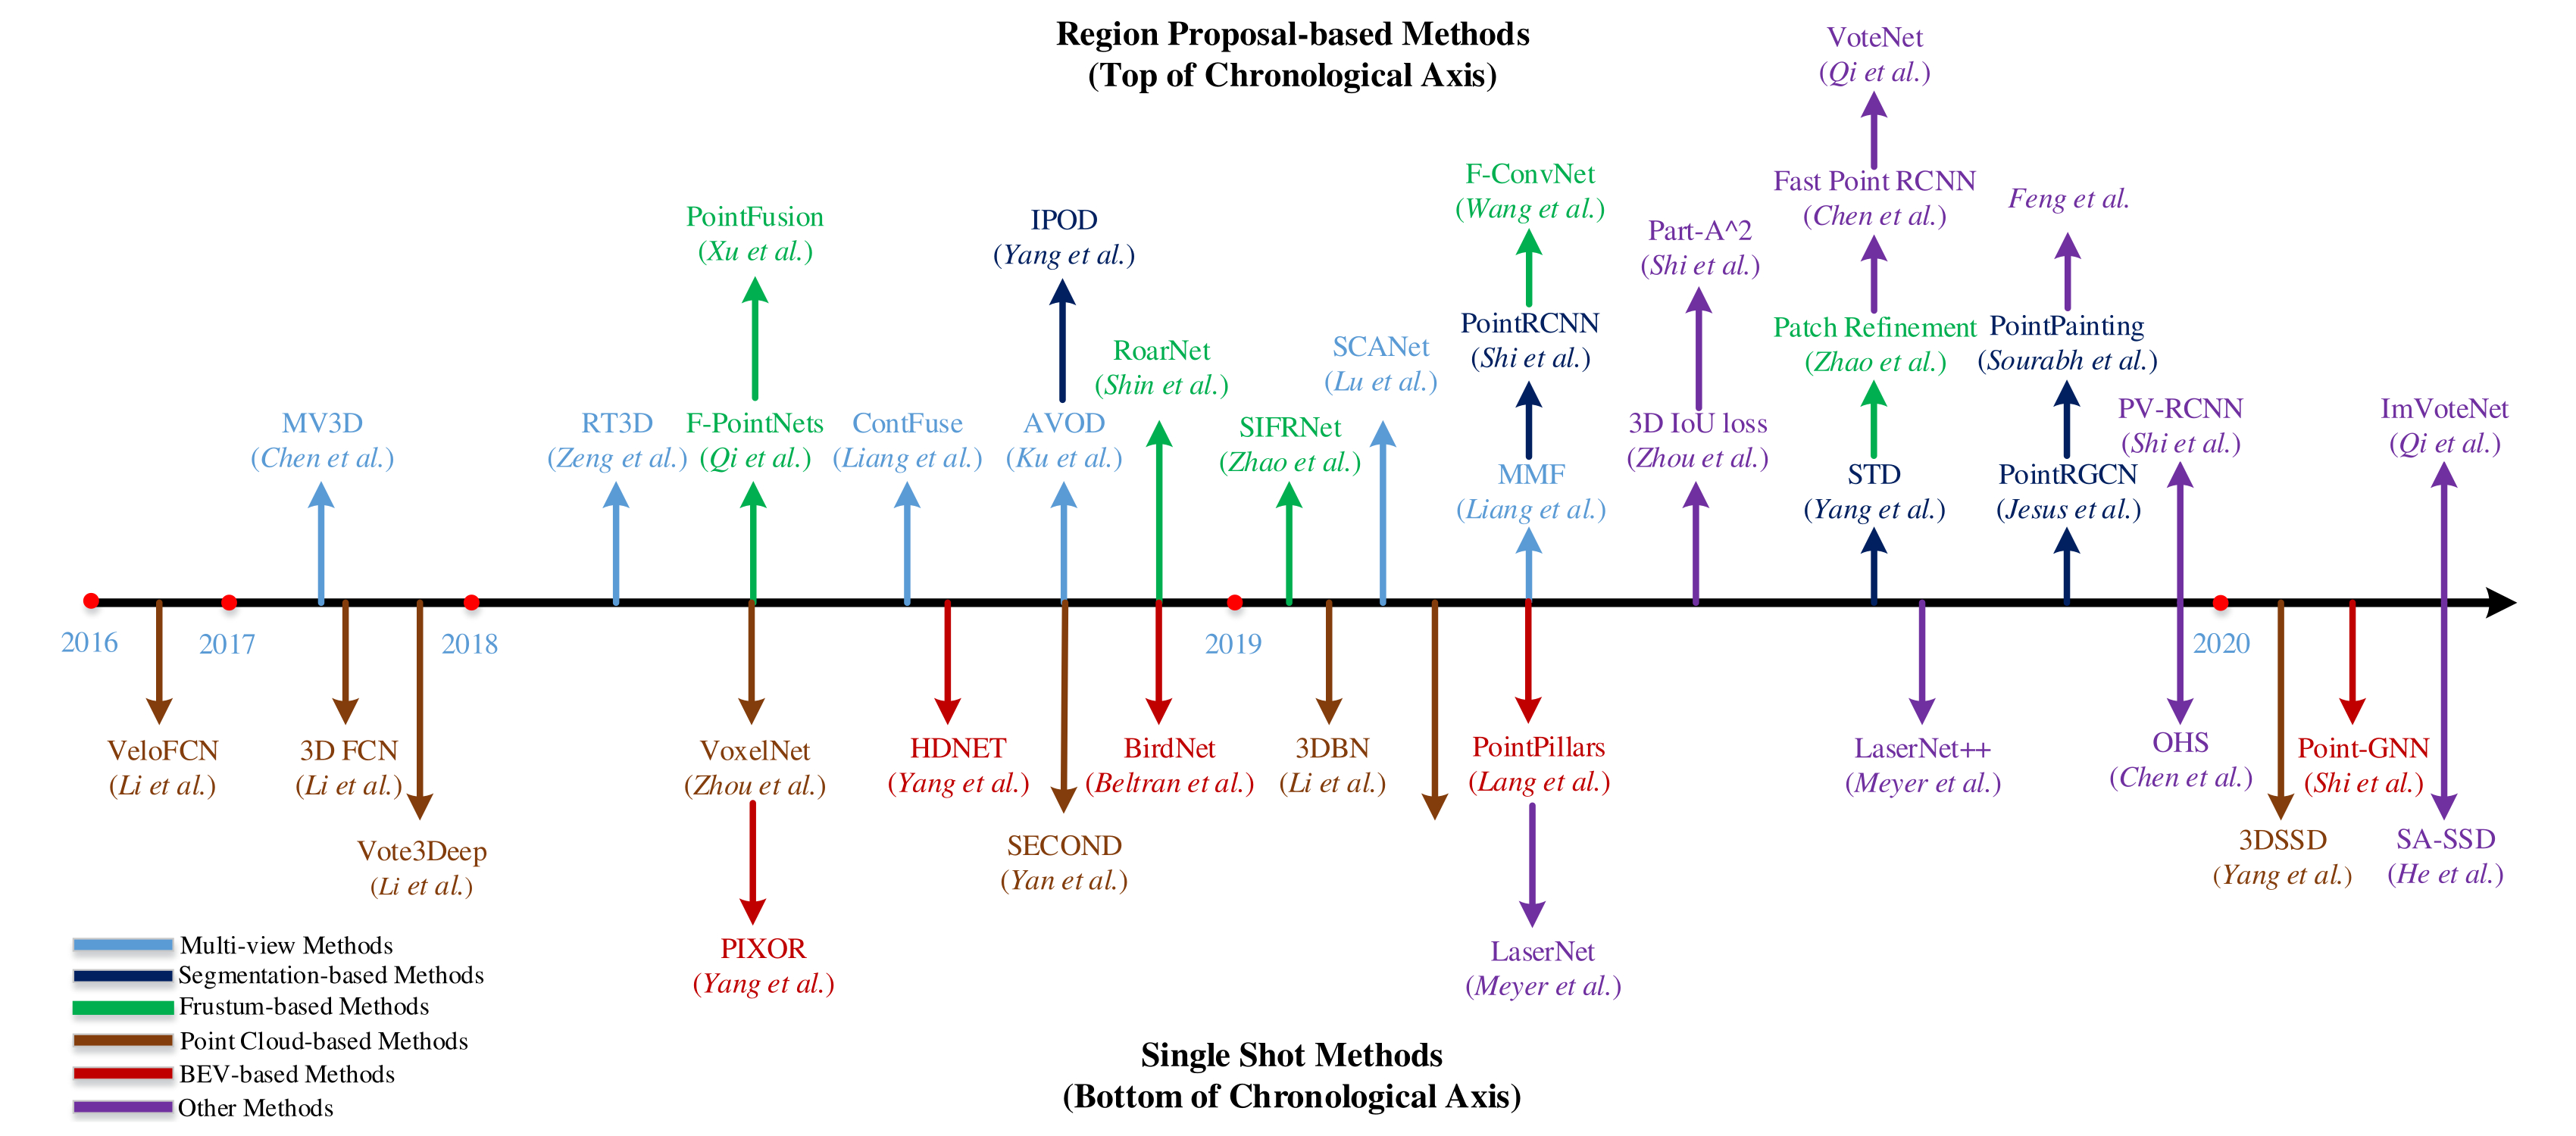 Region Proposal-based Methods
(Top of Chronological Axis)
VoteNet
(Qi et al.)
Fast Point RCNN
(Chen et al.)
Patch Refinement
(Zhao et al.)
STD
(Yang et al.)
F-ConvNet
(Wang et al.)
PointRCNN
(Shi et al.)
MMF
(Liang et al.)
Feng et al.
PointPainting
(Sourabh et al.)
PointRGCN
(Jesus et al.)
Part-A^2
(Shi et al.)
3D IoU loss
(Zhou et al.)
PointFusion
(Xu et al.)
F-PointNets
(Qi et al.)
IPOD
(Yang et al.)
AVOD
(Ku et al.)
RoarNet
(Shin et al.)
SCANet
(Lu et al.)
SIFRNet
(Zhao et al.)
MV3D
(Chen et al.)
RT3D
(Zeng et al.)
ContFuse
(Liang et al.)
PV-RCNN
(Shi et al.)
ImVoteNet
(Qi et al.)
2016
2017
2018
2019
2020
VeloFCN
(Li et al.)
3D FCN
(Li et al.)
Vote3Deep
(Li et al.)
VoxelNet
(Zhou et al.)
PIXOR
(Yang et al.)
HDNET
(Yang et al.)
SECOND
(Yan et al.)
BirdNet
(Beltran et al.)
3DBN
(Li et al.)
PointPillars
(Lang et al.)
LaserNet
(Meyer et al.)
LaserNet++
(Meyer et al.)
OHS
(Chen et al.)
3DSSD
(Yang et al.)
Point-GNN
(Shi et al.)
SA-SSD
(He et al.)
Multi-view Methods
Segmentation-based Methods
Frustum-based Methods
Point Cloud-based Methods
BEV-based Methods
Other Methods
Single Shot Methods
(Bottom of Chronological Axis)